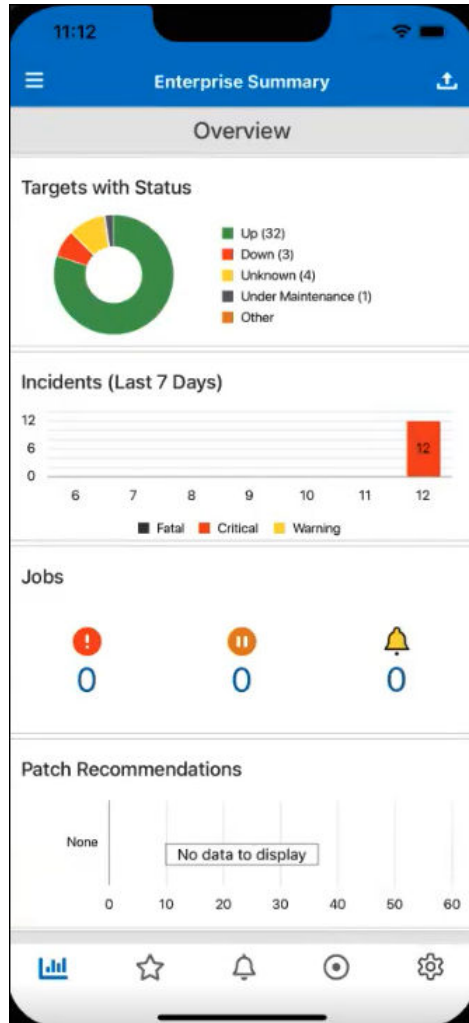 11:12
Enterprise Summary
Overview
Targets with Status
Up (32)
Down (3)
Unknown (4)
Under Maintenance (1)
Other
Incidents (Last 7 Days)
12
6
0
12
6 7 8 9 10 11 12
Fatal Critical Warning
Jobs
0 0 0
Patch Recommendations
None
No data to display
0 10 20 30 40 50 60